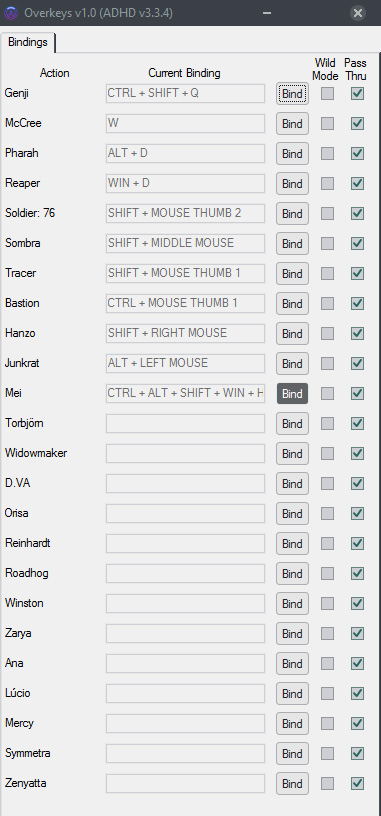 Overkeys v1.0 (ADHD v3.3.4)
Bindings
Action Current Binding Wild Mode Pass Thru
Genji CTRL + SHIFT + Q Bind
McCree W Bind
Pharah ALT + D Bind
Reaper WIN + D Bind
Soldier: 76 SHIFT + MOUSE THUMB 2 Bind
Sombra SHIFT + MIDDLE MOUSE Bind
Tracer SHIFT + MOUSE THUMB 1 Bind
Bastion CTRL + MOUSE THUMB 1 Bind
Hanzo SHIFT + RIGHT MOUSE Bind
Junkrat ALT + LEFT MOUSE Bind
Mei CTRL + ALT + SHIFT + WIN + H Bind
Torbjörn Bind
Widowmaker Bind
D.VA Bind
Orisa Bind
Reinhardt Bind
Roadhog Bind
Winston Bind
Zarya Bind
Ana Bind
Lúcio Bind
Mercy Bind
Symmetra Bind
Zenyatta Bind